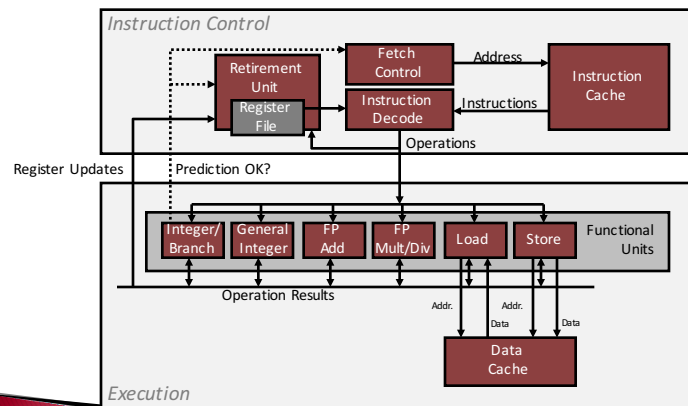 Instruction Control
Fetch
Control
Address
Instruction
Cache
Retirement
Unit
Register
File
Instruction
Decode
Instructions
Operations
Register Updates
Prediction OK?
Integer/
Branch
General
Integer
FP
Add
FP
Mult/Div
Load
Store
Functional
Units
Operation Results
Addr.
Data
Addr.
Data
Data
Cache
Execution